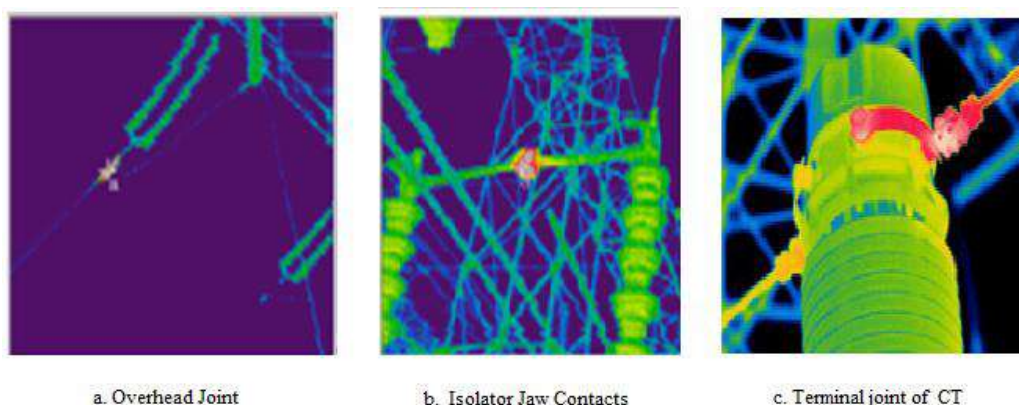 a. Overhead Joint
b. Isolator Jaw Contacts
c. Terminal joint of CT